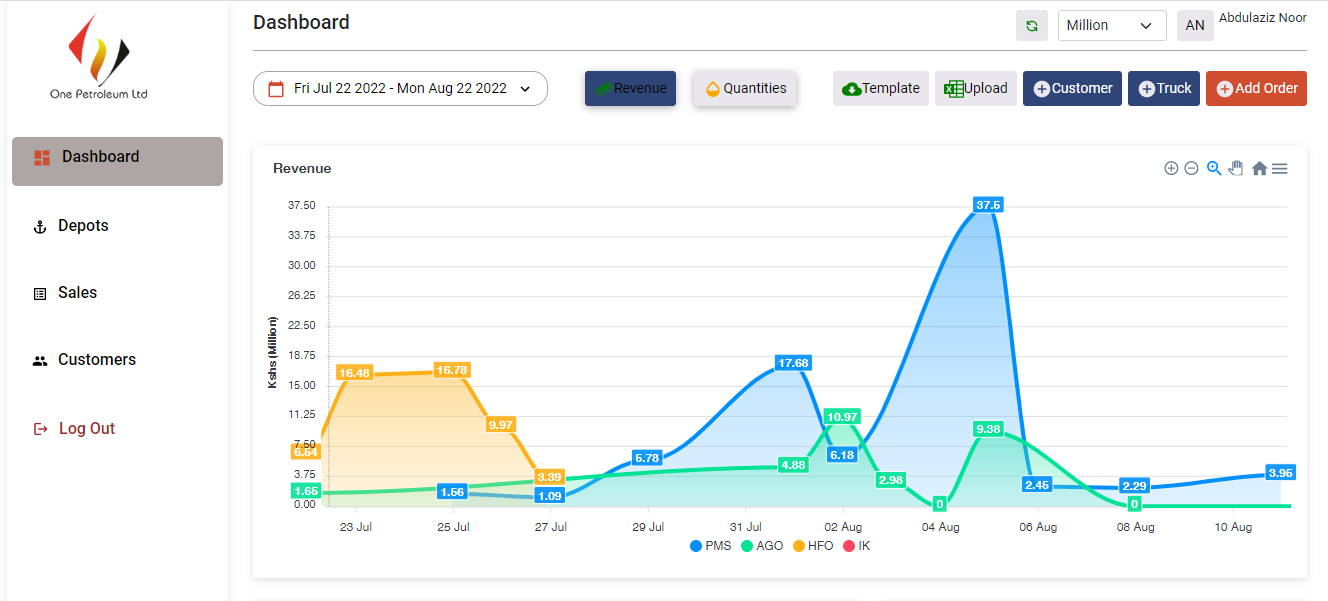 One Petroleum Ltd
Dashboard
Depots
Sales
Customers
Log Out
Dashboard
Million
AN
Abdulaziz Noor
Fri Jul 22 2022 - Mon Aug 22 2022
Revenue
Quantities
Template
Upload
Customer
Truck
Add Order
Revenue
Kshs (Million)
37.50
33.75
30.00
26.25
22.50
18.75
15.00
11.25
7.50
3.75
0.00
6.64
16.48
16.78
9.97
3.39
1.65
1.56
1.09
5.78
17.68
6.18
37.5
2.46
2.29
3.95
4.88
10.97
2.98
0
9.38
0
23 Jul 25 Jul 27 Jul 29 Jul 31 Jul 02 Aug 04 Aug 06 Aug 08 Aug 10 Aug
PMS AGO HFO IK